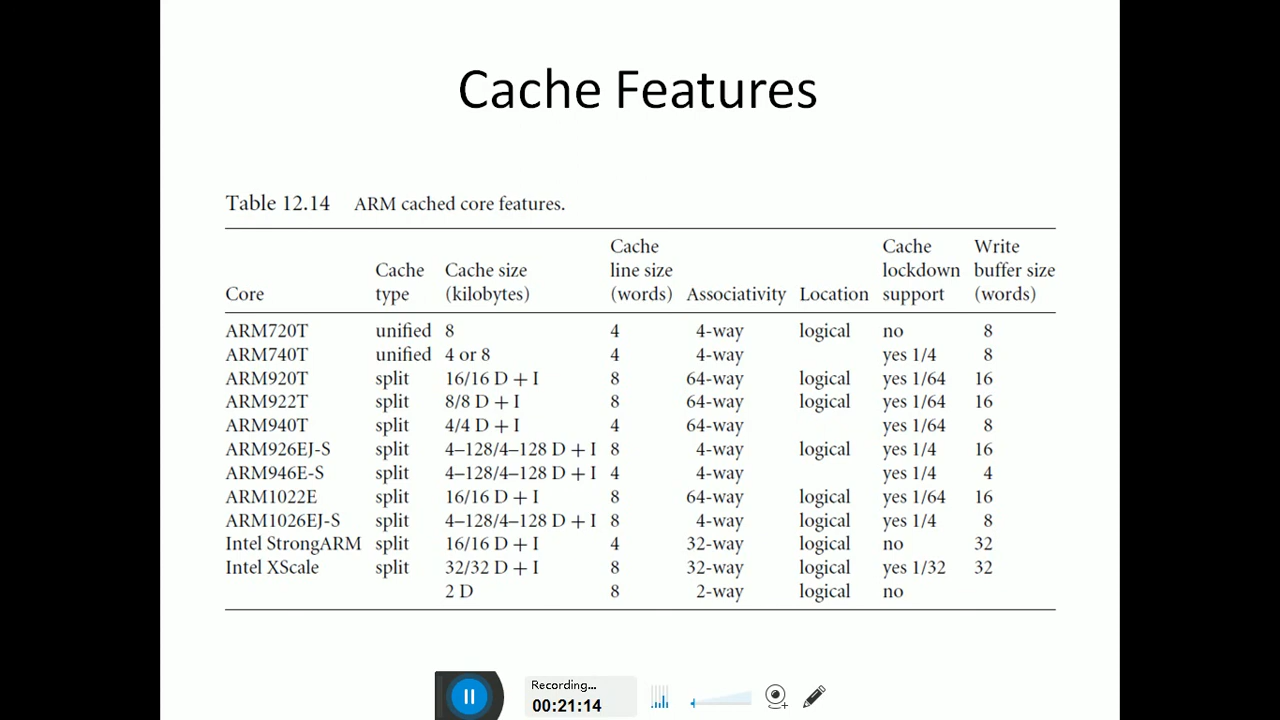 Cache Features
Table 12.14 ARM cached core features.
Cache Cache Write
Cache Cache size line size lockdown buffer size
Core type (kilobytes) (words) Associativity Location support (words)
ARM720T unified 8 4 4-way logical no 8
ARM740T unified 4 or 8 4 4-way yes 1/4 8
ARM920T split 16/16 D + I 8 64-way logical yes 1/64 16
ARM922T split 8/8 D + I 8 64-way logical yes 1/64 16
ARM940T split 4/4 D + I 4 64-way yes 1/64 8
ARM926EJ-S split 4–128/4–128 D + I 8 4-way logical yes 1/4 16
ARM946E-S split 4–128/4–128 D + I 4 4-way yes 1/4 4
ARM1022E split 16/16 D + I 8 64-way logical yes 1/64 16
ARM1026EJ-S split 4–128/4–128 D + I 8 4-way logical yes 1/4 8
Intel StrongARM split 16/16 D + I 4 32-way logical no 32
Intel XScale split 32/32 D + I 8 32-way logical yes 1/32 32
2 D 8 2-way logical no
Recording...
00:21:14